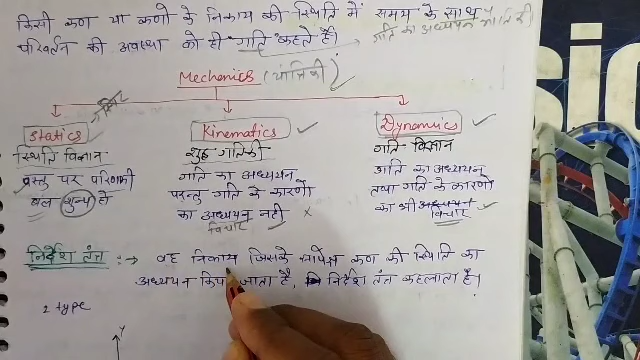 किसी कण या कणों के निकाय की स्थिति में समय के साथ
परिवर्तन की अवस्था को ही गति कहते हैं।
गति का अध्ययन
Mechanics (यांत्रिकी)
Statics
Kinematics
Dynamics
स्थिति विज्ञान
शुद्ध गतिकी
गति विज्ञान
वस्तु पर परिणामी
बल शून्य है
गति का अध्ययन
परन्तु गति के कारणों
का अध्ययन नही x
विचार
गति का अध्ययन
तथा गति के कारणों
का भी अध्ययन
विचार
निर्देश तंत्र :→ वह निकाय जिसके सापेक्ष कण की स्थिति का
अध्ययन किया जाता है, निर्देश तंत्र कहलाता है।
2 type
Y